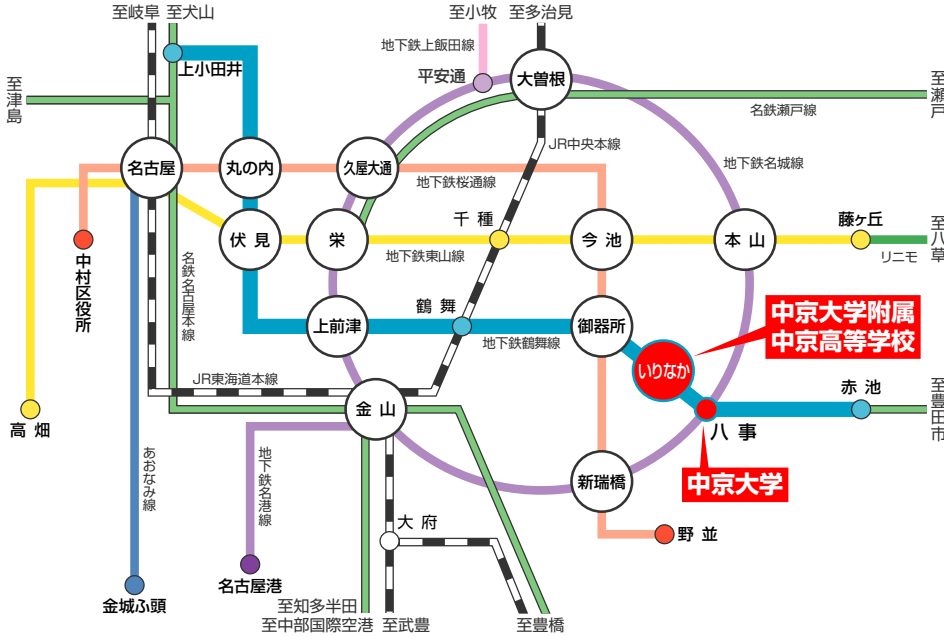 至岐阜
至犬山
至小牧
至多治見
地下鉄上飯田線
上小田井
平安通
大曽根
至津島
至瀬戸
名鉄瀬戸線
JR中央本線
名古屋
丸の内
久屋大通
地下鉄桜通線
地下鉄名城線
千種
藤ヶ丘
至八草
伏見
栄
地下鉄東山線
今池
本山
リニモ
中村区役所
名鉄名古屋本線
鶴舞
上前津
地下鉄鶴舞線
御器所
中京大学附属
中京高等学校
いりなか
JR東海道本線
赤池
至豊田市
高畑
金山
八事
あおなみ線
地下鉄名港線
新瑞橋
中京大学
大府
野並
名古屋港
金城ふ頭
至知多半田
至中部国際空港
至武豊
至豊橋